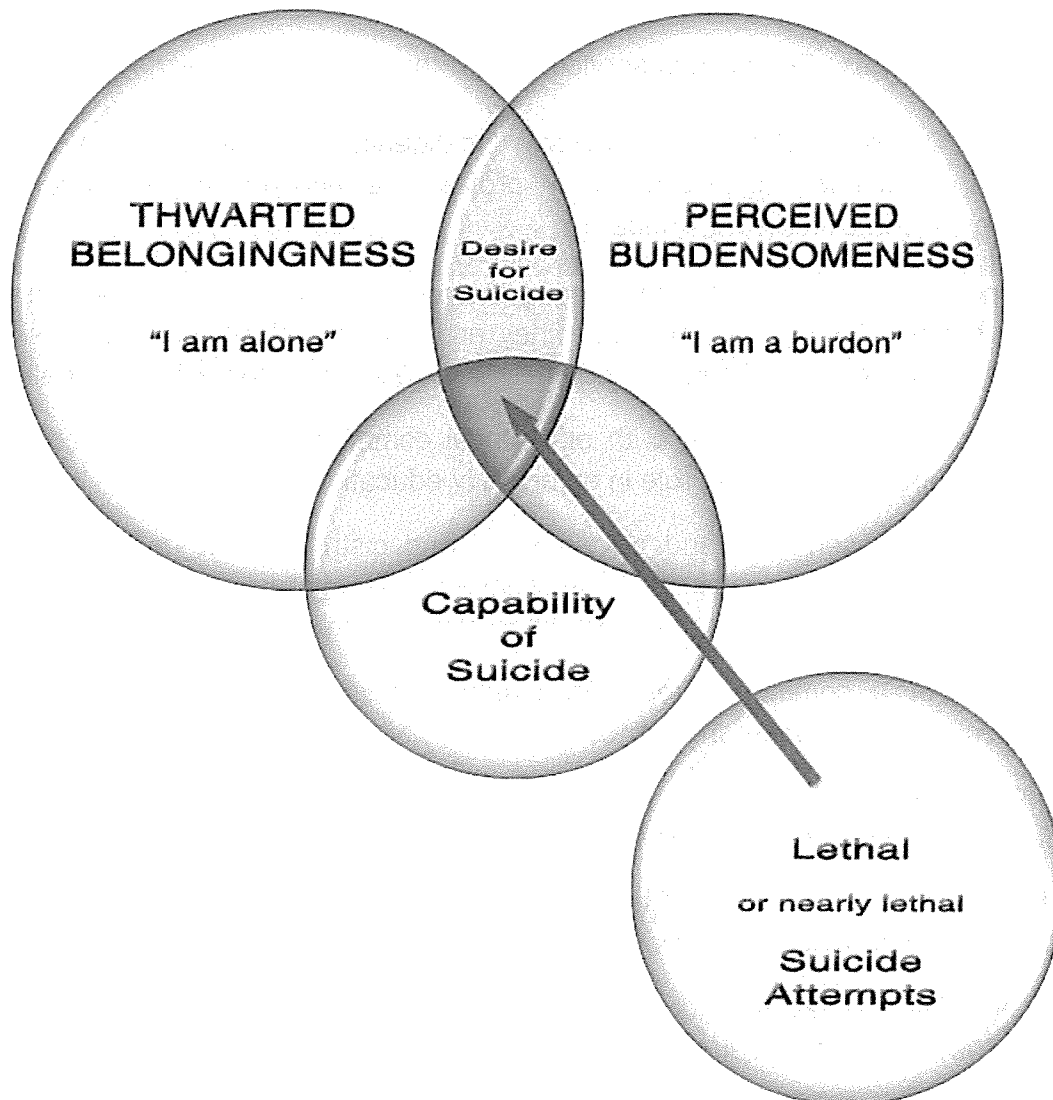 THWARTED
BELONGINGNESS
"I am alone"
Desire
for
Suicide
PERCEIVED
BURDENSOMENESS
"I am a burdon"
Capability
of
Suicide
Lethal
or nearly lethal
Suicide
Attempts